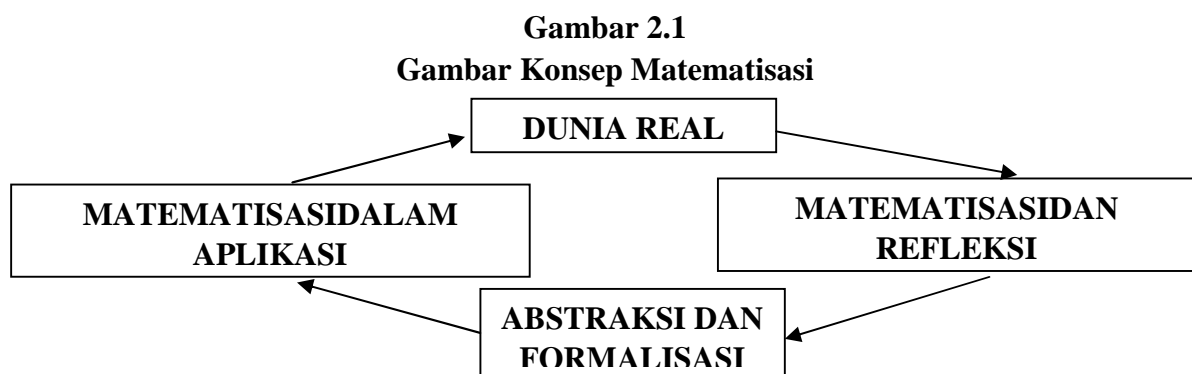 Gambar 2.1
Gambar Konsep Matematisasi
DUNIA REAL
MATEMATISASIDALAM
APLIKASI
MATEMATISASIDAN
REFLEKSI
ABSTRAKSI DAN
FORMALISASI